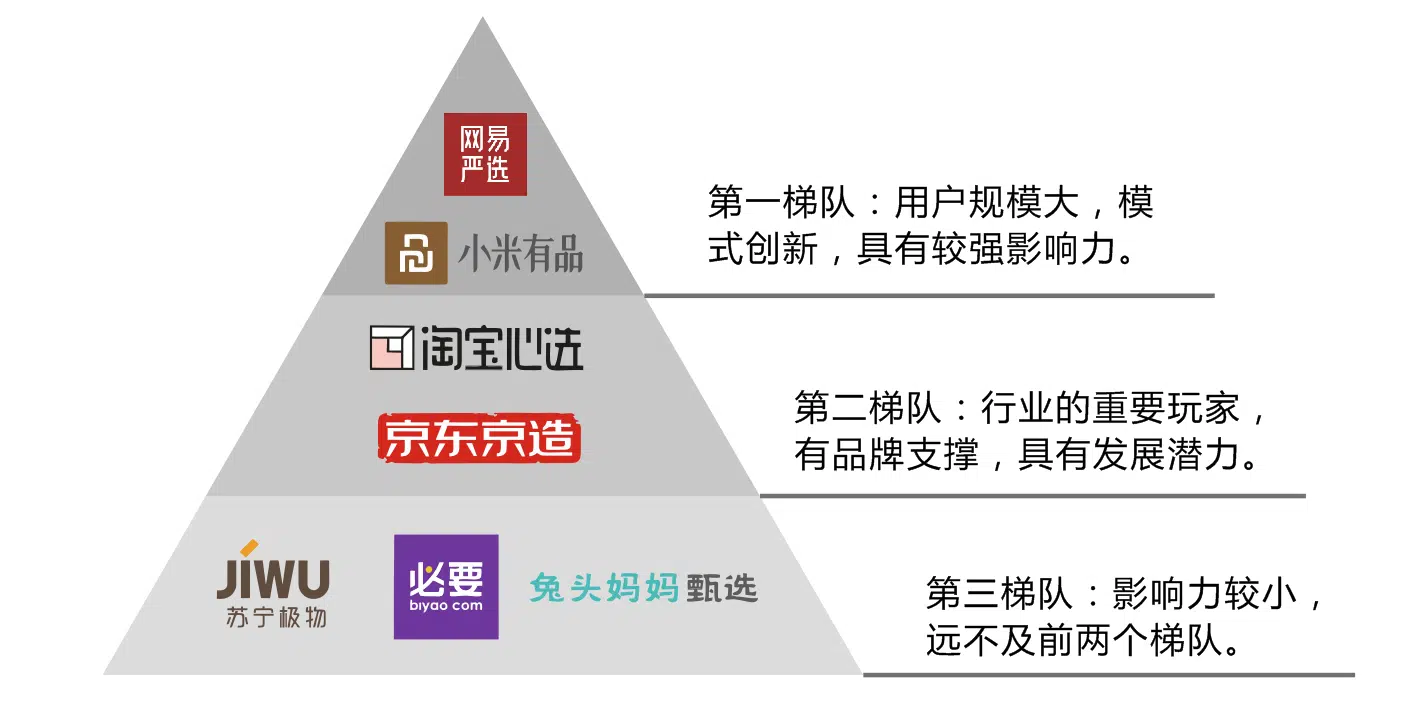 网易
严选
小米有品
第一梯队：用户规模大，模
式创新，具有较强影响力。
淘宝心选
京东京造
第二梯队：行业的重要玩家，
有品牌支撑，具有发展潜力。
JIWU
苏宁极物
必要
biyao com
兔头妈妈甄选
第三梯队：影响力较小，
远不及前两个梯队。